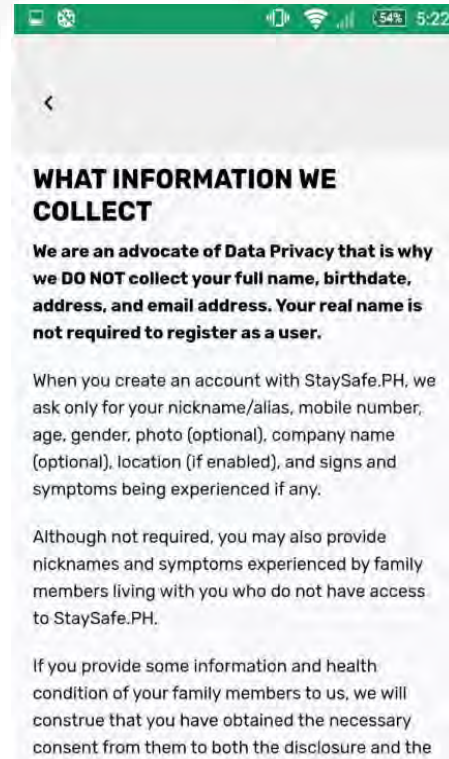 54% 5:22
WHAT INFORMATION WE
COLLECT
We are an advocate of Data Privacy that is why
we DO NOT collect your full name, birthdate,
address, and email address. Your real name is
not required to register as a user.
When you create an account with StaySafe.PH, we
ask only for your nickname/alias, mobile number,
age, gender, photo (optional), company name
(optional), location (if enabled), and signs and
symptoms being experienced if any.
Although not required, you may also provide
nicknames and symptoms experienced by family
members living with you who do not have access
to StaySafe.PH.
If you provide some information and health
condition of your family members to us, we will
construe that you have obtained the necessary
consent from them to both the disclosure and the